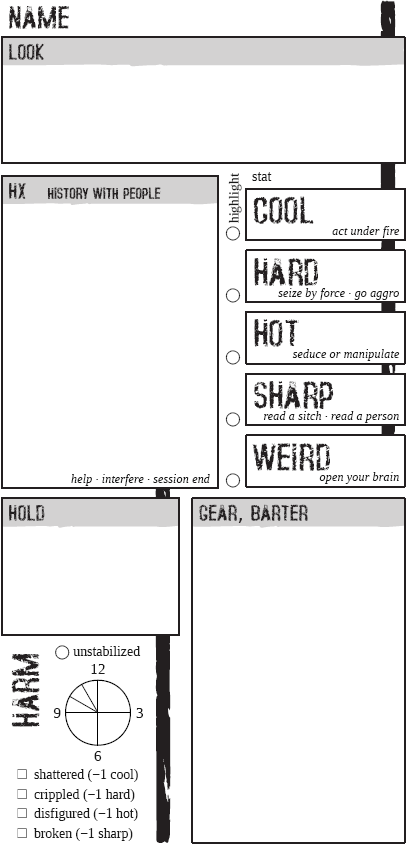 NAME
LOOK
HX HISTORY WITH PEOPLE
help · interfere · session end
highlight
stat
COOL
act under fire
HARD
seize by force · go aggro
HOT
seduce or manipulate
SHARP
read a sitch · read a person
WEIRD
open your brain
HOLD
HARM
unstabilized
12
9 3
6
☐ shattered (−1 cool)
☐ crippled (−1 hard)
☐ disfigured (−1 hot)
☐ broken (−1 sharp)
GEAR, BARTER